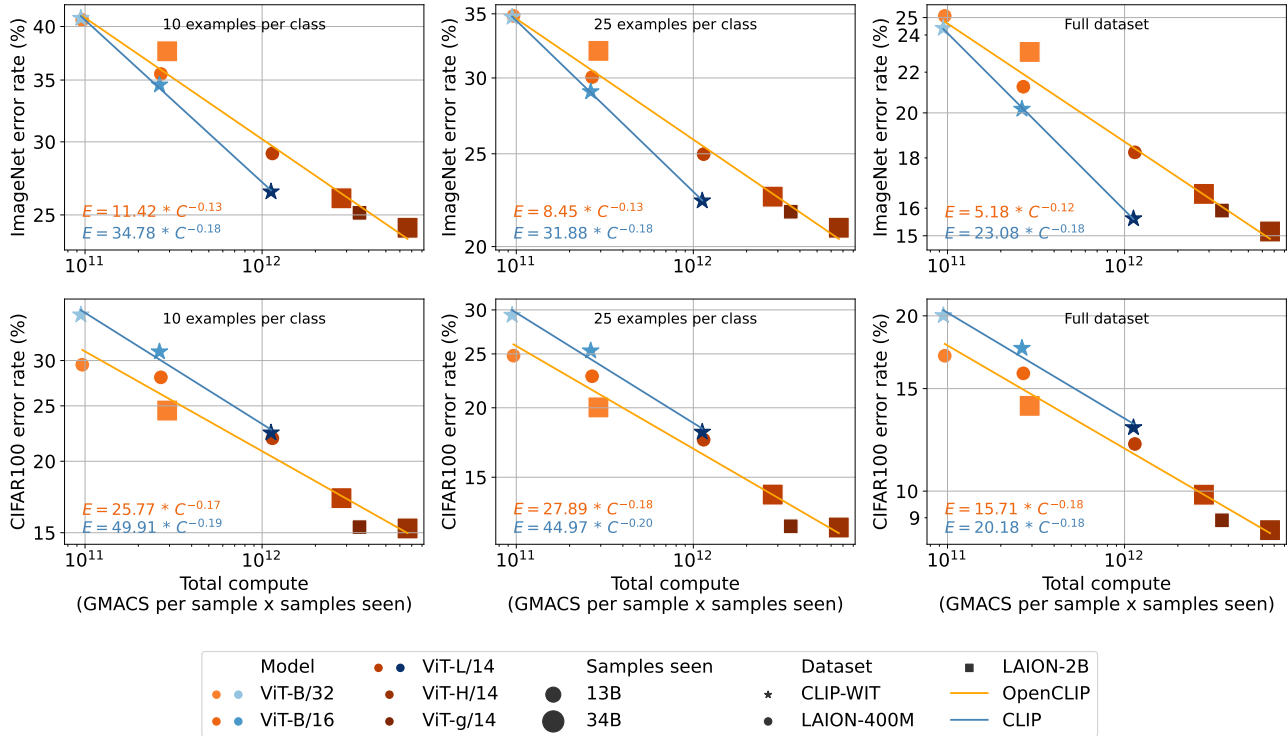 10 examples per class
25 examples per class
Full dataset
ImageNet error rate (%)
40
35
30
25
E = 11.42 * C^−0.13
E = 34.78 * C^−0.18
10^11
10^12
ImageNet error rate (%)
35
30
25
20
E = 8.45 * C^−0.13
E = 31.88 * C^−0.18
10^11
10^12
ImageNet error rate (%)
25
24
22
20
18
16
15
E = 5.18 * C^−0.12
E = 23.08 * C^−0.18
10^11
10^12
10 examples per class
25 examples per class
Full dataset
CIFAR100 error rate (%)
30
25
20
15
E = 25.77 * C^−0.17
E = 49.91 * C^−0.19
10^11
10^12
Total compute
(GMACS per sample x samples seen)
CIFAR100 error rate (%)
30
25
20
15
E = 27.89 * C^−0.18
E = 44.97 * C^−0.20
10^11
10^12
Total compute
(GMACS per sample x samples seen)
CIFAR100 error rate (%)
20
15
10
9
E = 15.71 * C^−0.18
E = 20.18 * C^−0.18
10^11
10^12
Total compute
(GMACS per sample x samples seen)
Model
ViT-B/32
ViT-B/16
ViT-L/14
ViT-H/14
ViT-g/14
Samples seen
13B
34B
Dataset
CLIP-WIT
LAION-400M
LAION-2B
OpenCLIP
CLIP